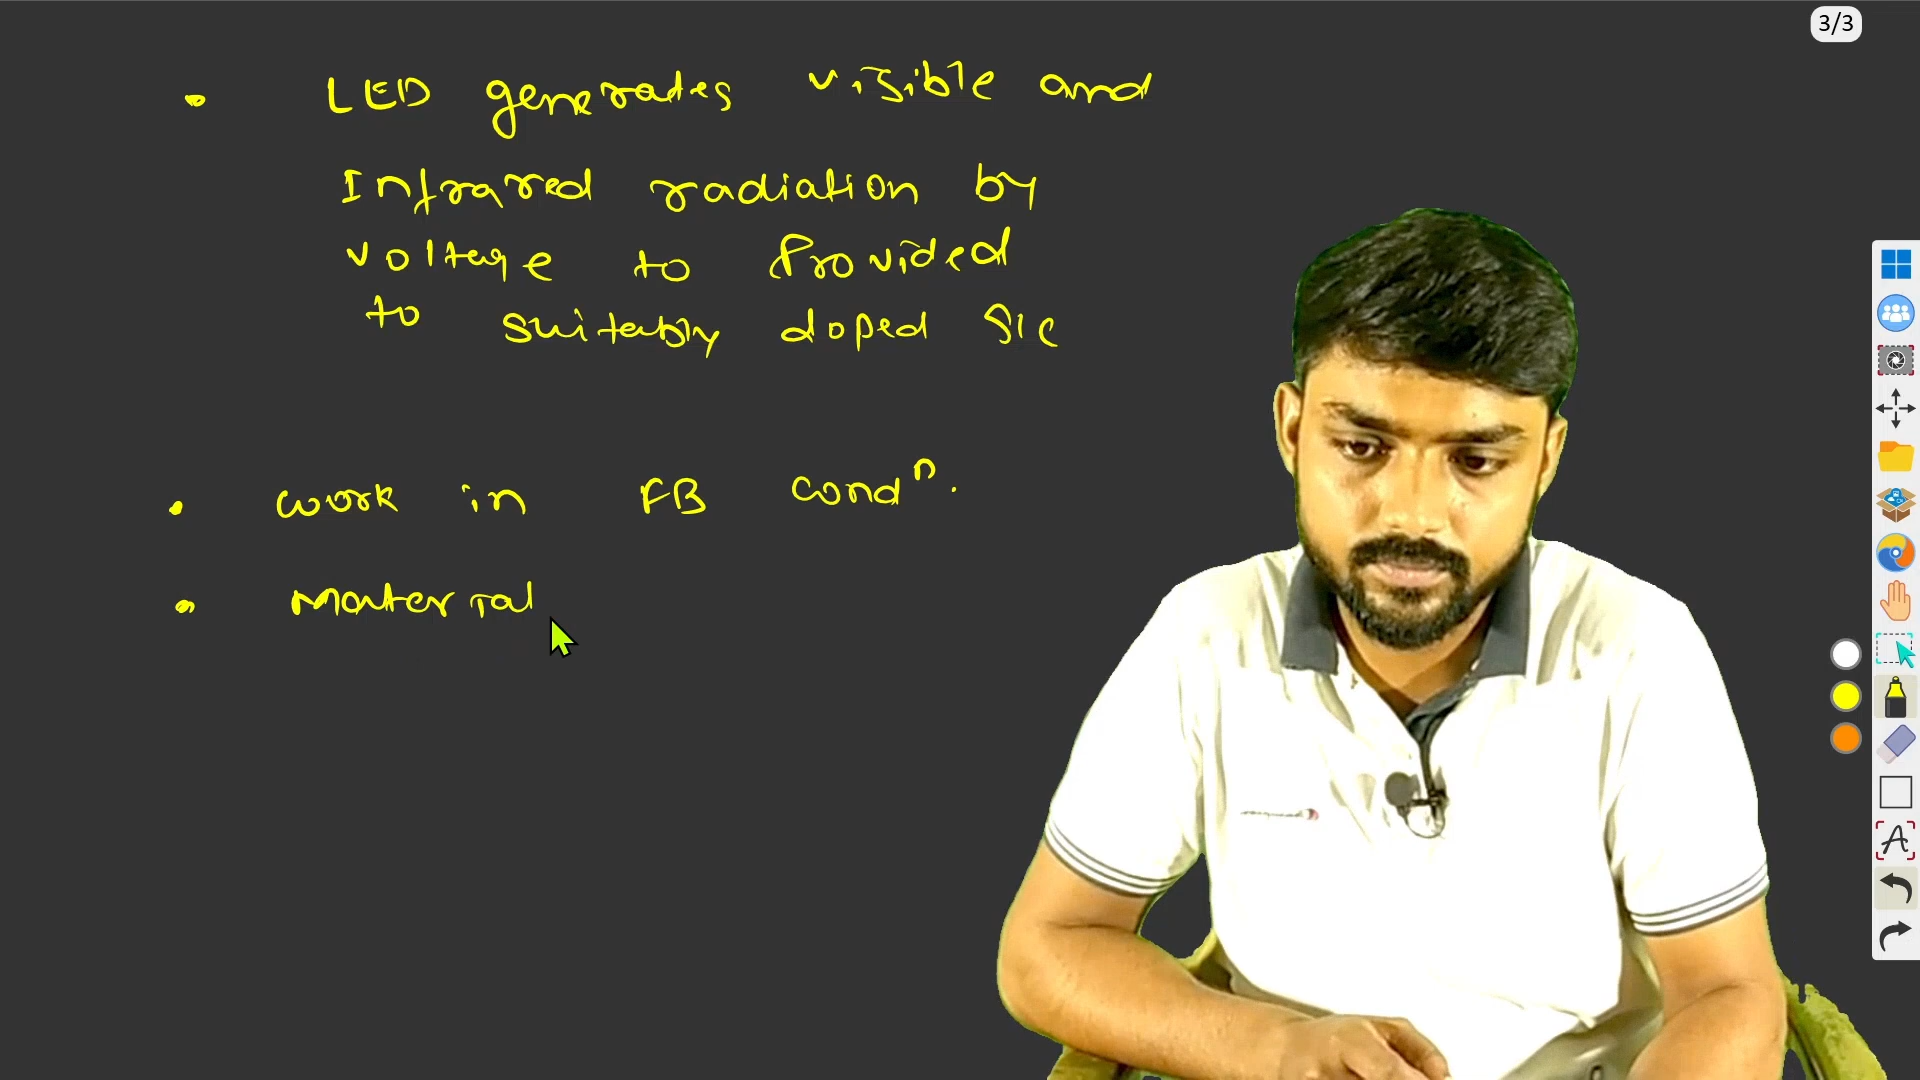 3/3
• LED generates visible and
Infrared radiation by
voltage to Provided
to suitably doped S/c
• work in FB condⁿ.
• Material